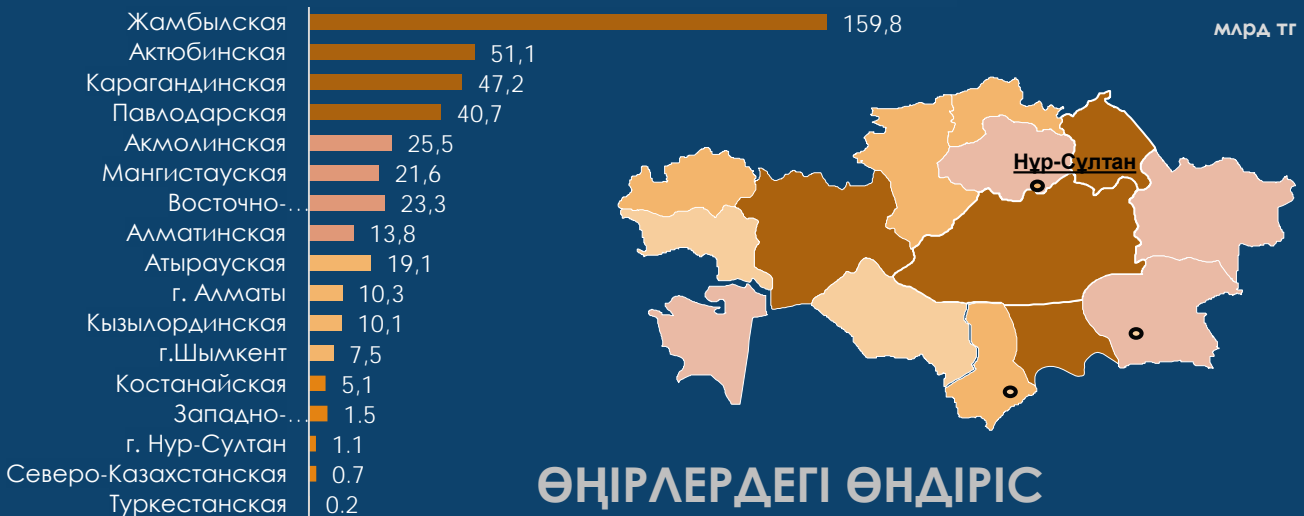 Жамбылская 159,8
Актюбинская 51,1
Карагандинская 47,2
Павлодарская 40,7
Акмолинская 25,5
Мангистауская 21,6
Восточно-... 23,3
Алматинская 13,8
Атырауская 19,1
г. Алматы 10,3
Кызылординская 10,1
г.Шымкент 7,5
Костанайская 5,1
Западно-... 1.5
г. Нур-Султан 1.1
Северо-Казахстанская 0.7
Туркестанская 0.2
млрд тг
Нұр-Сұлтан
ӨҢІРЛЕРДЕГІ ӨНДІРІС